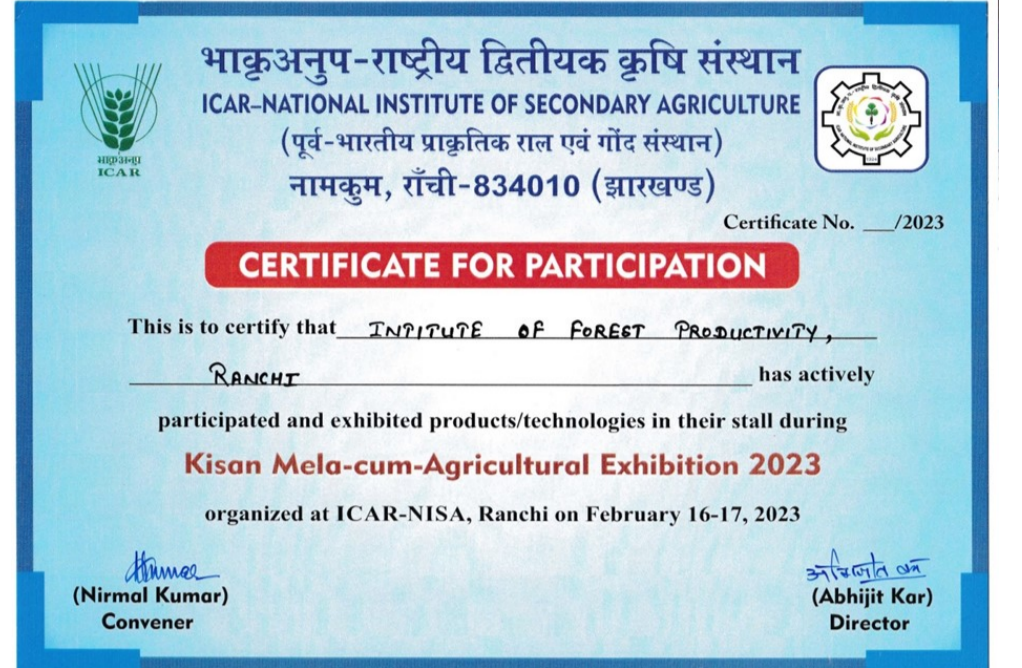 भाकृअनुप-राष्ट्रीय द्वितीयक कृषि संस्थान
ICAR–NATIONAL INSTITUTE OF SECONDARY AGRICULTURE
(पूर्व-भारतीय प्राकृतिक राल एवं गोंद संस्थान)
नामकुम, राँची-834010 (झारखण्ड)
भाकृअनुप
ICAR
Certificate No. ___/2023
CERTIFICATE FOR PARTICIPATION
This is to certify that INTITUTE OF FOREST PRODUCTIVITY,
RANCHI has actively
participated and exhibited products/technologies in their stall during
Kisan Mela-cum-Agricultural Exhibition 2023
organized at ICAR-NISA, Ranchi on February 16-17, 2023
(Nirmal Kumar)
Convener
अभिजीत कर
(Abhijit Kar)
Director